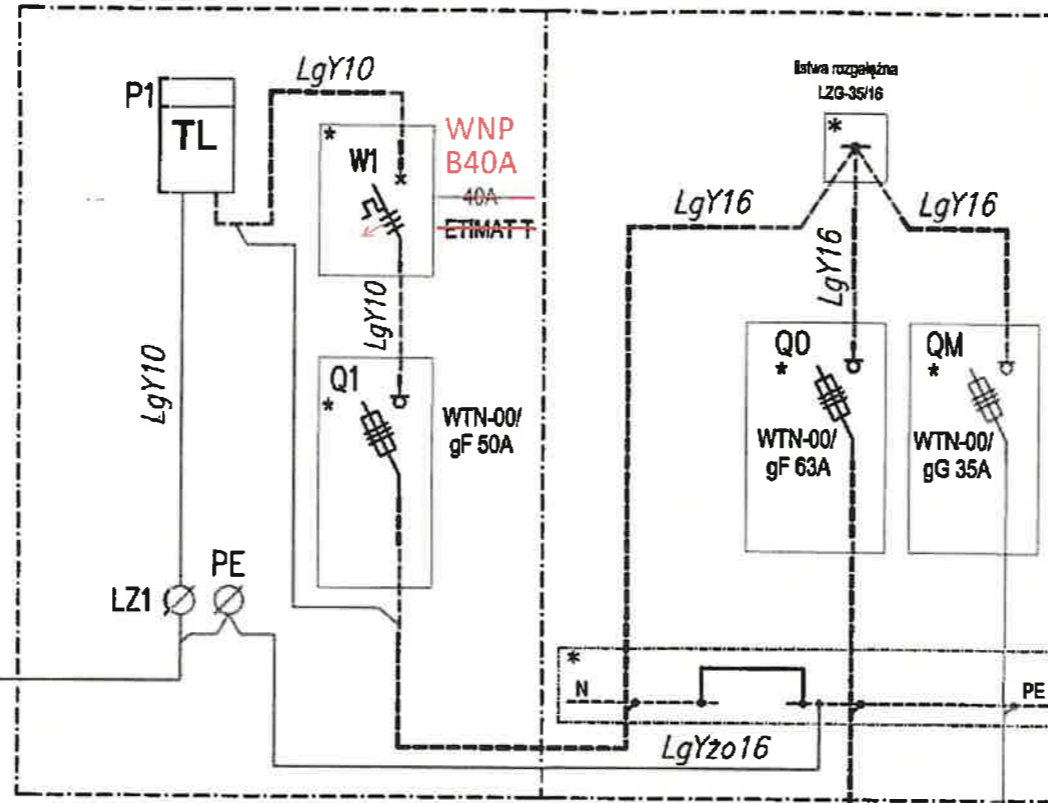 P1
TL
LgY10
*
W1
WNP
B40A
40A
ETIMAT T
LgY10
LgY10
Q1
*
WTN-00/
gF 50A
LZ1
PE
listwa rozgałęźna
LZG-35/16
*
LgY16
LgY16
LgY16
QO
*
WTN-00/
gF 63A
QM
*
WTN-00/
gG 35A
*
N
PE
LgYżo16